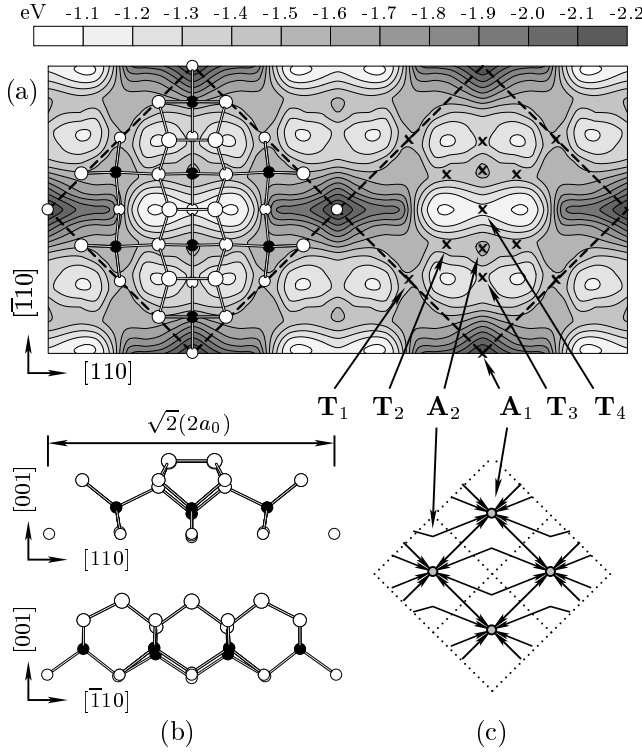 eV -1.1 -1.2 -1.3 -1.4 -1.5 -1.6 -1.7 -1.8 -1.9 -2.0 -2.1 -2.2
(a)
[1̅10]
[110]
T₁ T₂ A₂ A₁ T₃ T₄
√2(2a₀)
[001]
[110]
[001]
[1̅10]
(b) (c)